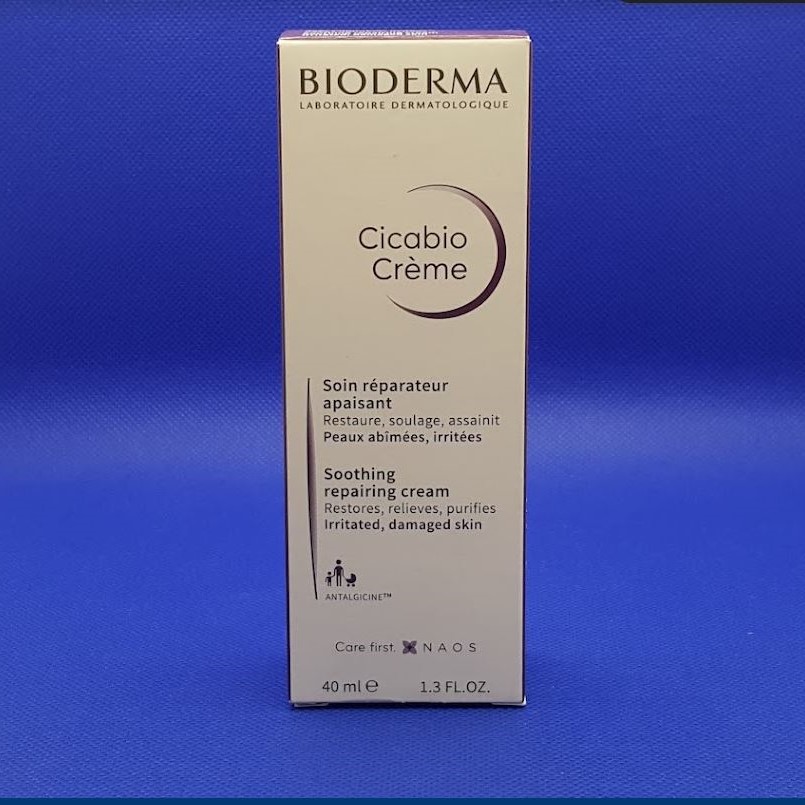 BIODERMA
LABORATOIRE DERMATOLOGIQUE
Cicabio
Crème
Soin réparateur
apaisant
Restaure, soulage, assainit
Peaux abîmées, irritées
Soothing
repairing cream
Restores, relieves, purifies
Irritated, damaged skin
ANTALGICINE™
Care first. NAOS
40 ml ℮ 1.3 FL.OZ.